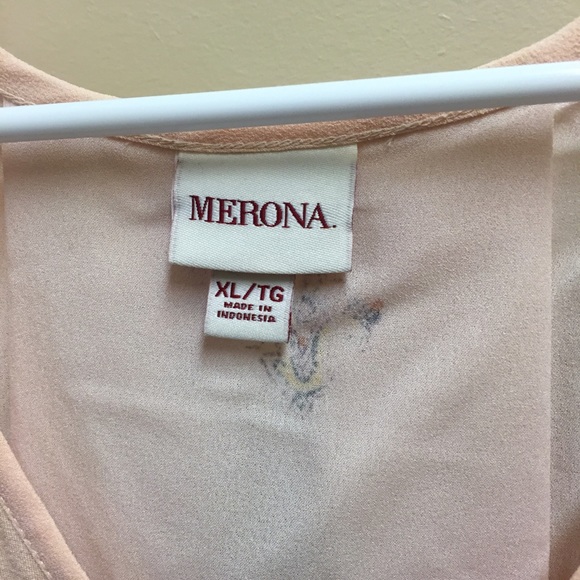 MERONA.
XL/TG
MADE IN
INDONESIA